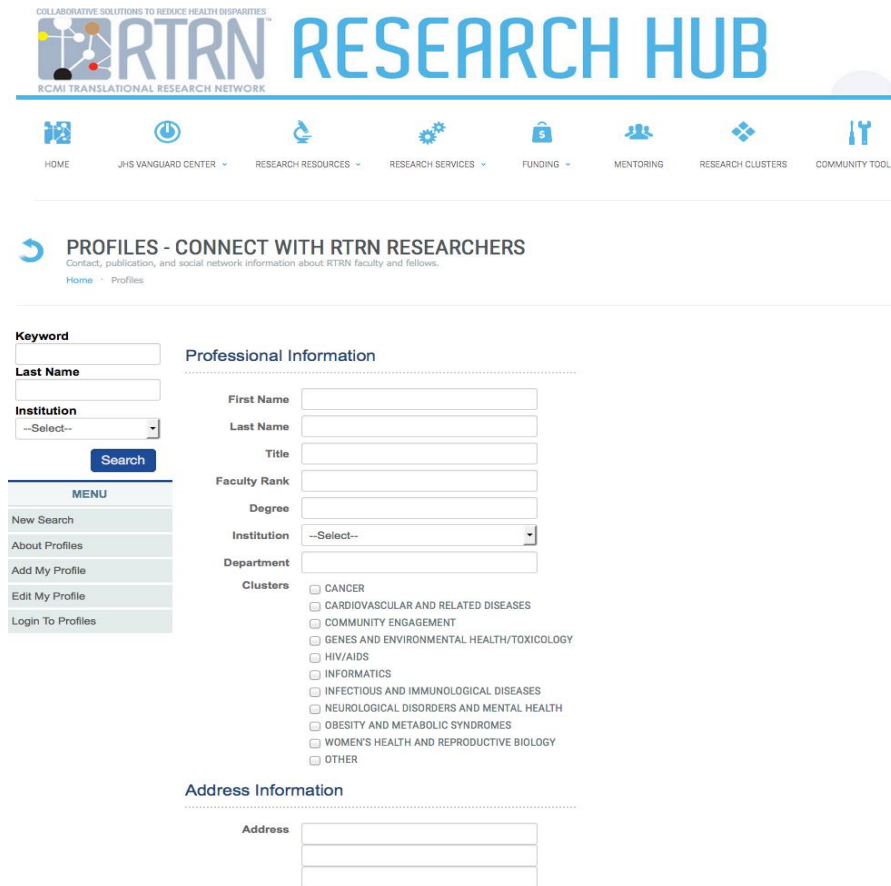 COLLABORATIVE SOLUTIONS TO REDUCE HEALTH DISPARITIES
RTRN™ RESEARCH HUB
RCMI TRANSLATIONAL RESEARCH NETWORK
HOME JHS VANGUARD CENTER RESEARCH RESOURCES RESEARCH SERVICES FUNDING MENTORING RESEARCH CLUSTERS COMMUNITY TOOL
PROFILES - CONNECT WITH RTRN RESEARCHERS
Contact, publication, and social network information about RTRN faculty and fellows.
Home · Profiles
Keyword
Last Name
Institution
--Select--
Search
MENU
New Search
About Profiles
Add My Profile
Edit My Profile
Login To Profiles
Professional Information
First Name
Last Name
Title
Faculty Rank
Degree
Institution --Select--
Department
Clusters
CANCER
CARDIOVASCULAR AND RELATED DISEASES
COMMUNITY ENGAGEMENT
GENES AND ENVIRONMENTAL HEALTH/TOXICOLOGY
HIV/AIDS
INFORMATICS
INFECTIOUS AND IMMUNOLOGICAL DISEASES
NEUROLOGICAL DISORDERS AND MENTAL HEALTH
OBESITY AND METABOLIC SYNDROMES
WOMEN'S HEALTH AND REPRODUCTIVE BIOLOGY
OTHER
Address Information
Address